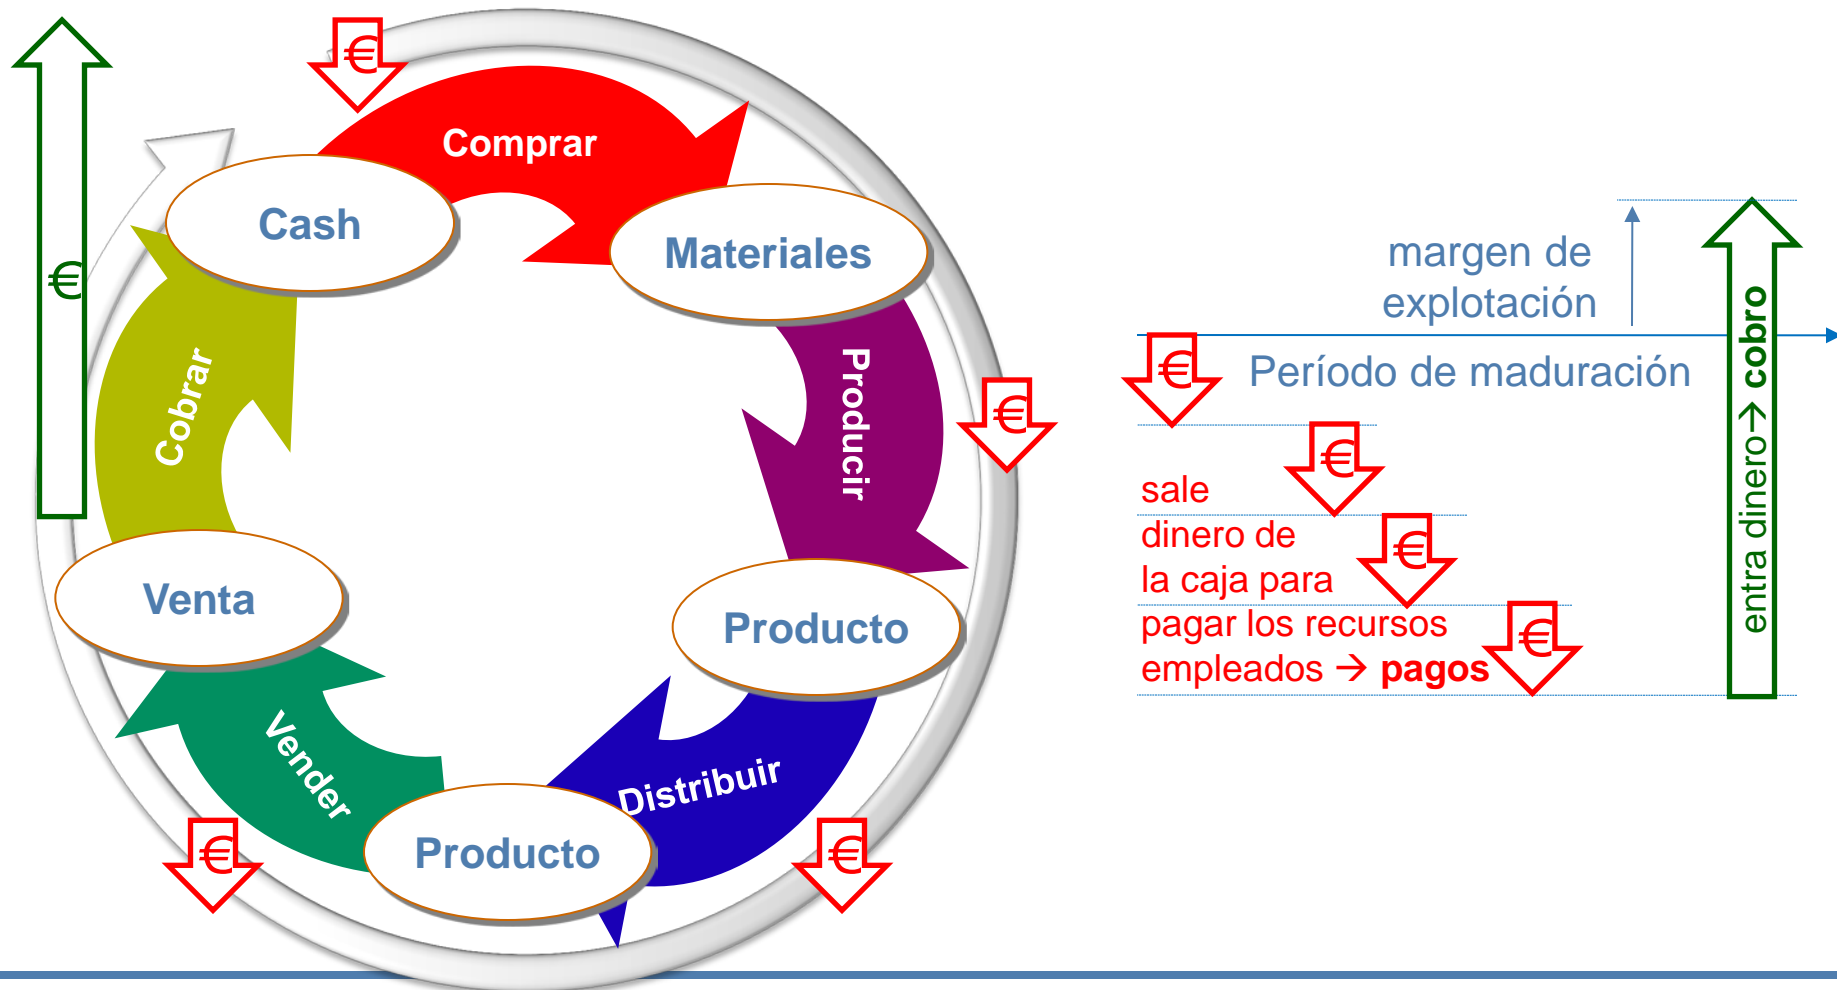 €
€
Comprar
Cash
Materiales
Producir
€
Cobrar
Venta
Producto
Vender
Distribuir
Producto
€
€
margen de
explotación
Período de maduración
€
€
€
€
sale
dinero de
la caja para
pagar los recursos
empleados → pagos
entra dinero→ cobro